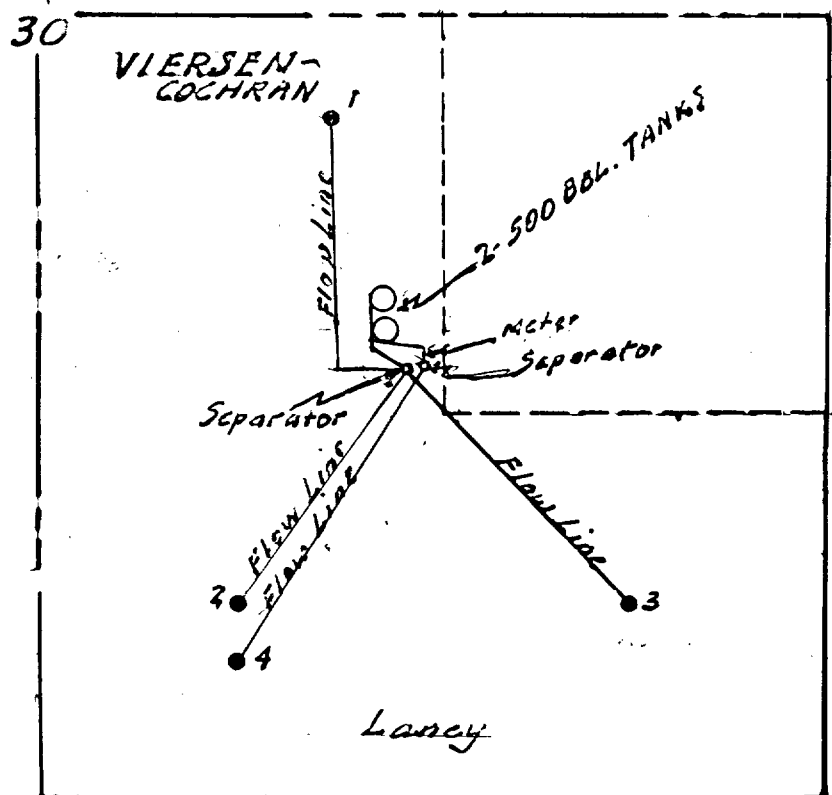 30
VIERSEN-
COCHRAN
1
2-500 BBL. TANKS
Flow Line
Meter
Separator
Separator
Flow Line
Flow Line
Flow Line
2
3
4
Laney